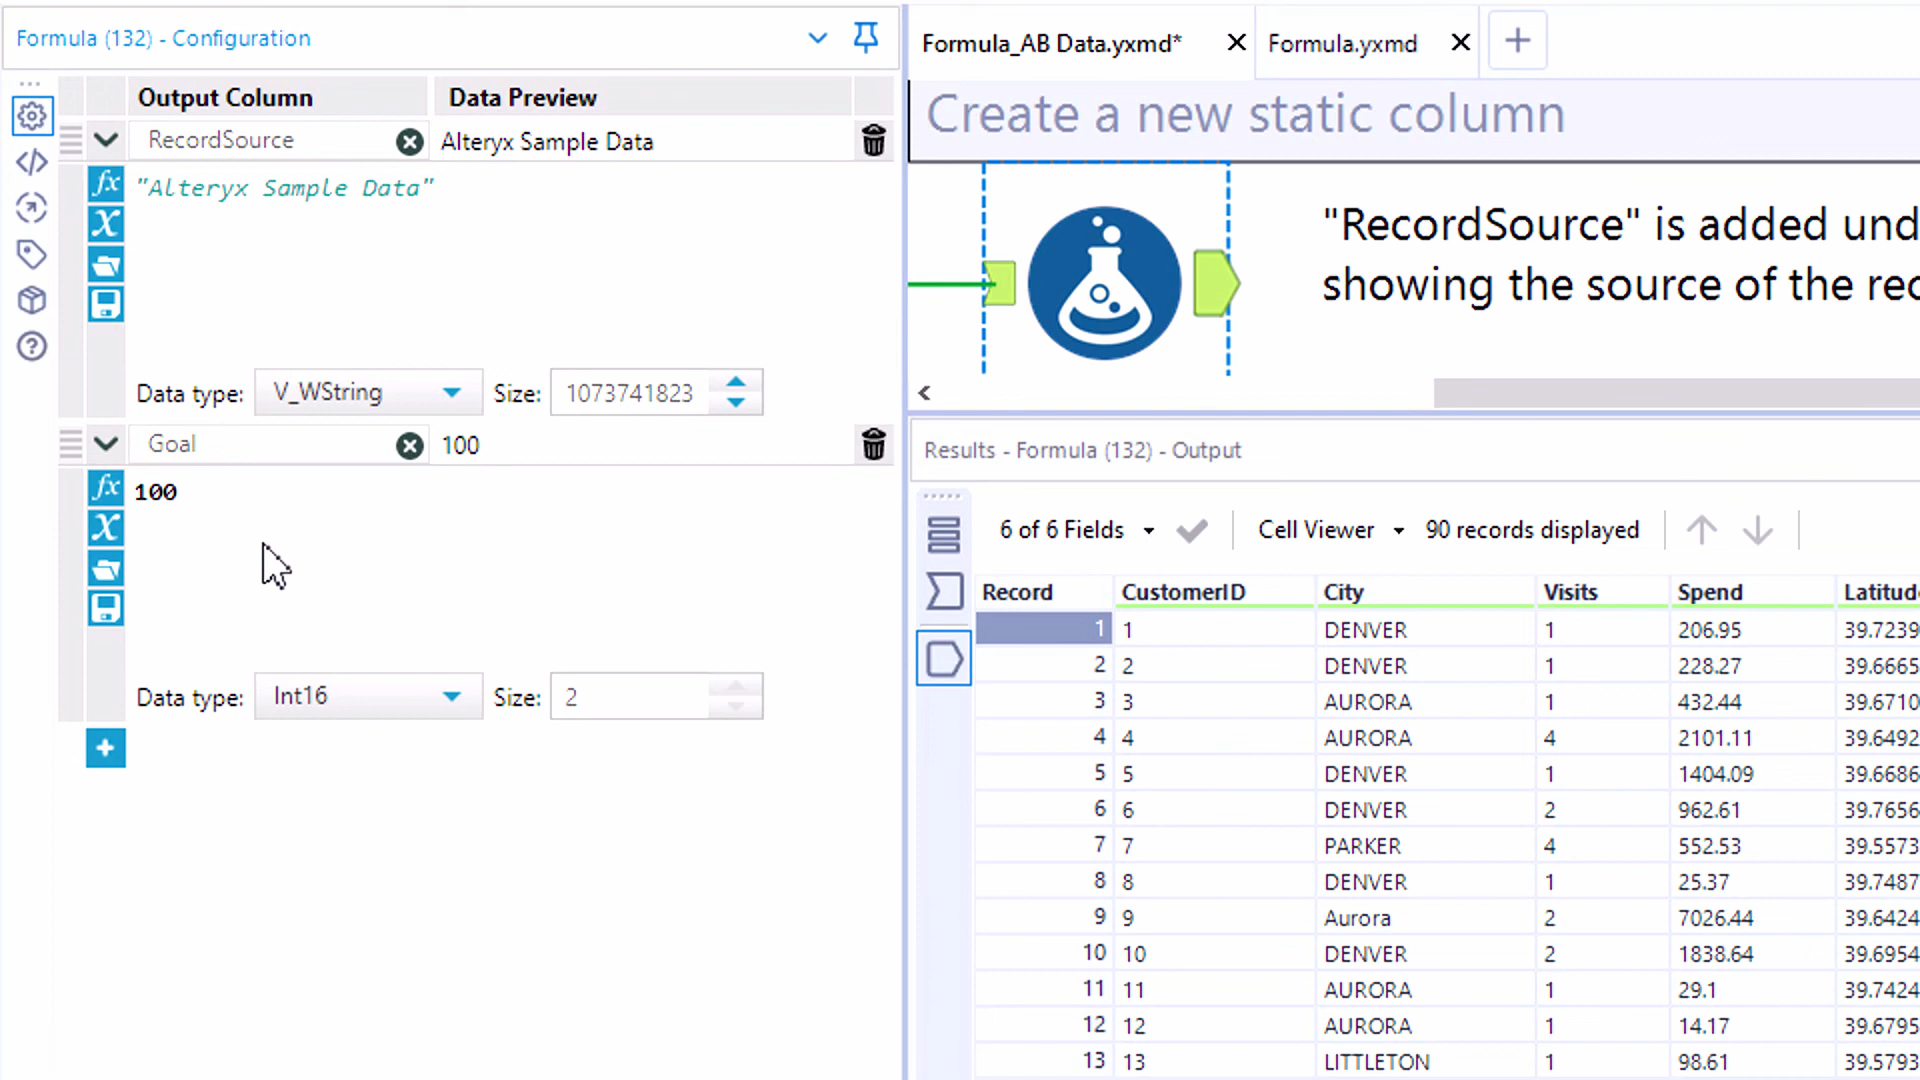 Formula (132) - Configuration
Output Column Data Preview
RecordSource Alteryx Sample Data
"Alteryx Sample Data"
Data type: V_WString Size: 1073741823
Goal 100
100
Data type: Int16 Size: 2
Formula_AB Data.yxmd* Formula.yxmd
Create a new static column
"RecordSource" is added und
showing the source of the rec
Results - Formula (132) - Output
6 of 6 Fields Cell Viewer 90 records displayed
Record CustomerID City Visits Spend Latitud
1 1 DENVER 1 206.95 39.7239
2 2 DENVER 1 228.27 39.6665
3 3 AURORA 1 432.44 39.6710
4 4 AURORA 4 2101.11 39.6492
5 5 DENVER 1 1404.09 39.6686
6 6 DENVER 2 962.61 39.7656
7 7 PARKER 4 552.53 39.5573
8 8 DENVER 1 25.37 39.7487
9 9 Aurora 2 7026.44 39.6424
10 10 DENVER 2 1838.64 39.6954
11 11 AURORA 1 29.1 39.7424
12 12 AURORA 1 14.17 39.6795
13 13 LITTLETON 1 98.61 39.5793